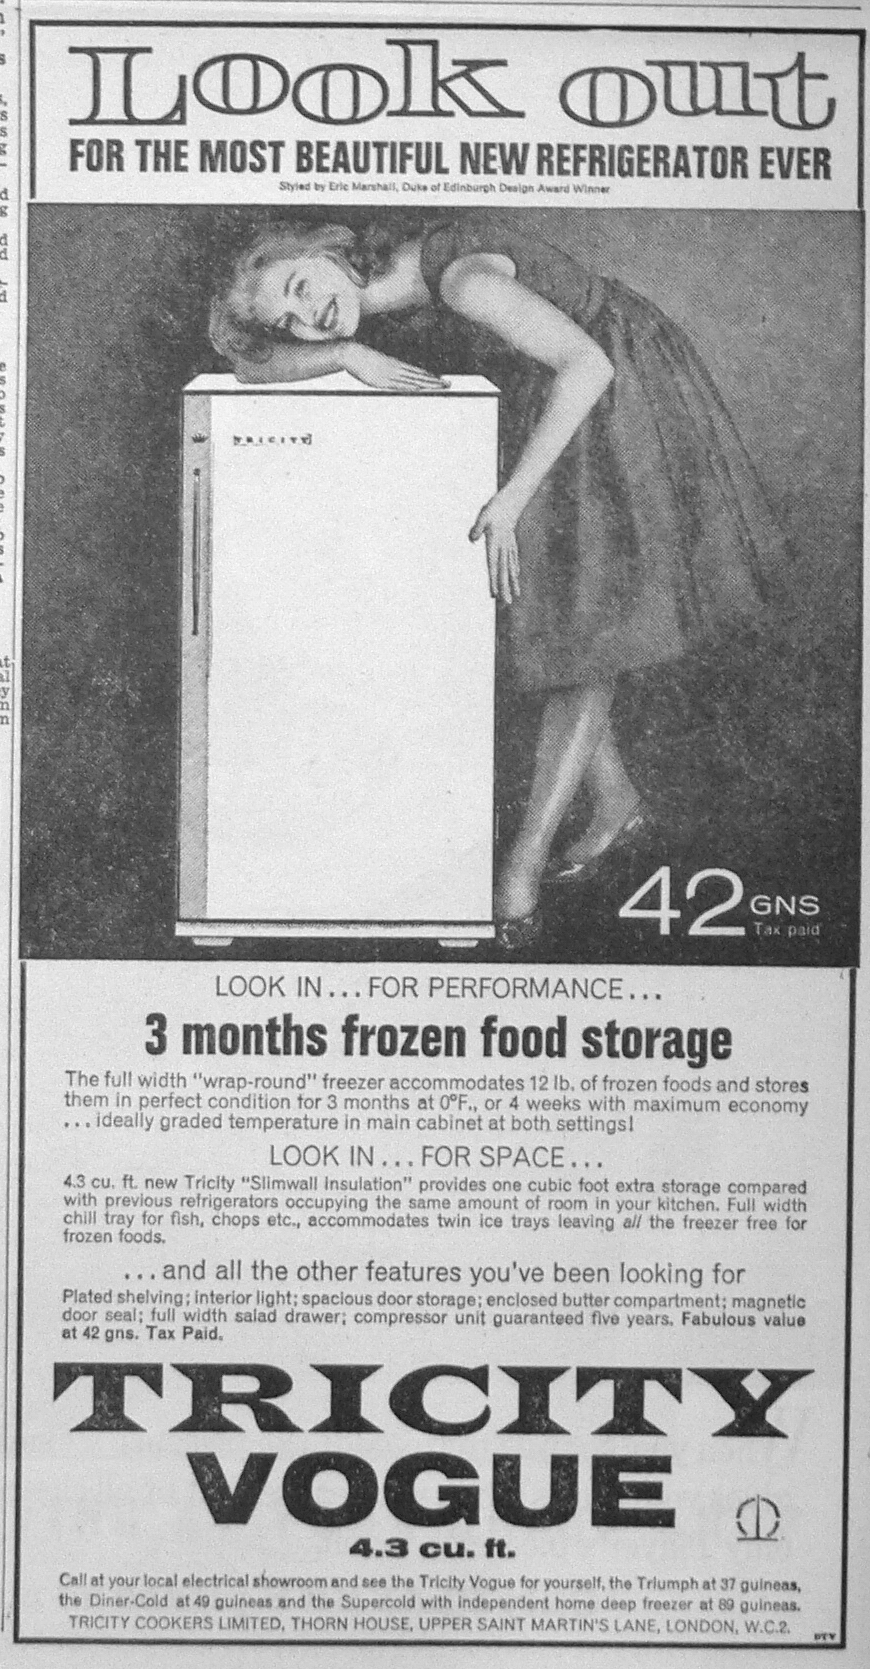 Look out
FOR THE MOST BEAUTIFUL NEW REFRIGERATOR EVER
Styled by Eric Marshall, Duke of Edinburgh Design Award Winner
TRICITY
42 GNS
Tax paid
LOOK IN...FOR PERFORMANCE...
3 months frozen food storage
The full width "wrap-round" freezer accommodates 12 lb. of frozen foods and stores
them in perfect condition for 3 months at 0°F., or 4 weeks with maximum economy
...ideally graded temperature in main cabinet at both settings!
LOOK IN...FOR SPACE...
4.3 cu. ft. new Tricity "Slimwall Insulation" provides one cubic foot extra storage compared
with previous refrigerators occupying the same amount of room in your kitchen. Full width
chill tray for fish, chops etc., accommodates twin ice trays leaving all the freezer free for
frozen foods.
...and all the other features you've been looking for
Plated shelving; interior light; spacious door storage; enclosed butter compartment; magnetic
door seal; full width salad drawer; compressor unit guaranteed five years. Fabulous value
at 42 gns. Tax Paid.
TRICITY
VOGUE
4.3 cu. ft.
Call at your local electrical showroom and see the Tricity Vogue for yourself, the Triumph at 37 guineas,
the Diner-Cold at 49 guineas and the Supercold with independent home deep freezer at 89 guineas.
TRICITY COOKERS LIMITED, THORN HOUSE, UPPER SAINT MARTIN'S LANE, LONDON, W.C.2.